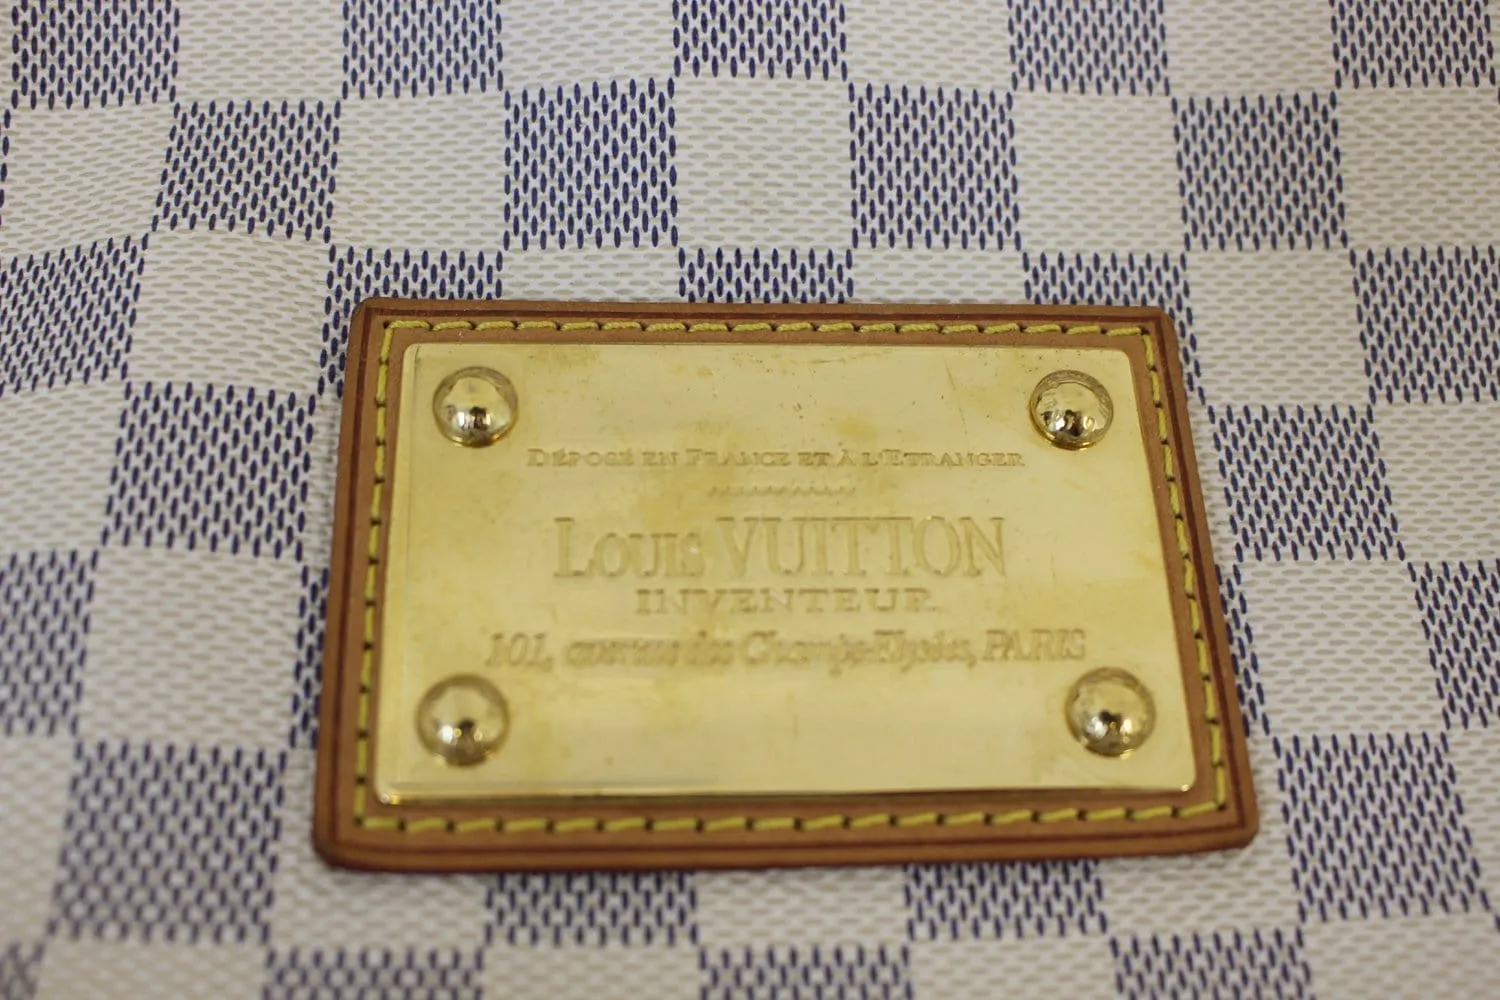 DÉPOSÉ EN FRANCE ET À L'ETRANGER
LOUIS VUITTON
INVENTEUR
101, avenue des Champs-Elysées, PARIS